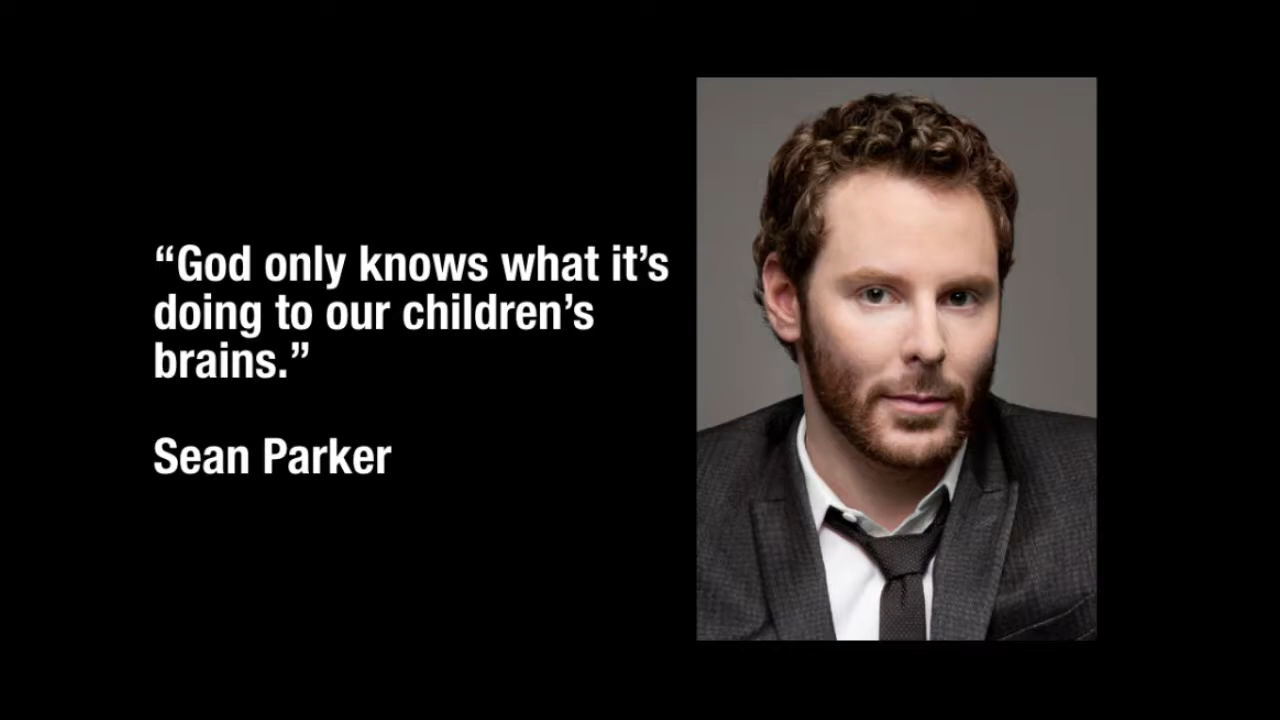 “God only knows what it’s
doing to our children’s
brains.”
Sean Parker